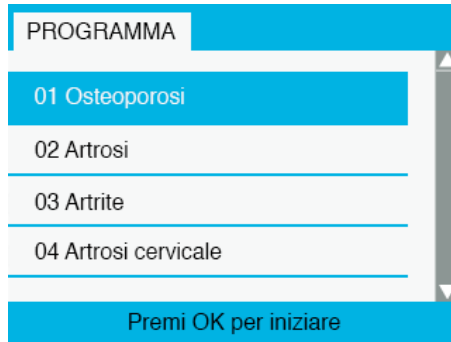 PROGRAMMA
01 Osteoporosi
02 Artrosi
03 Artrite
04 Artrosi cervicale
Premi OK per iniziare